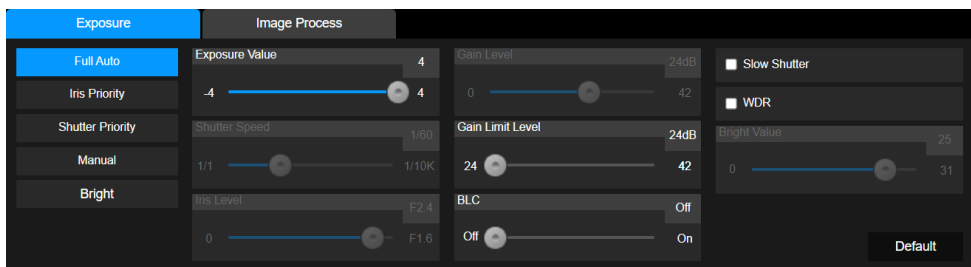 Exposure Image Process
Full Auto
Iris Priority
Shutter Priority
Manual
Bright
Exposure Value 4
-4 4
Shutter Speed 1/60
1/1 1/10K
Iris Level F2.4
0 F1.6
Gain Level 24dB
0 42
Gain Limit Level 24dB
24 42
BLC Off
Off On
Slow Shutter
WDR
Bright Value 25
0 31
Default